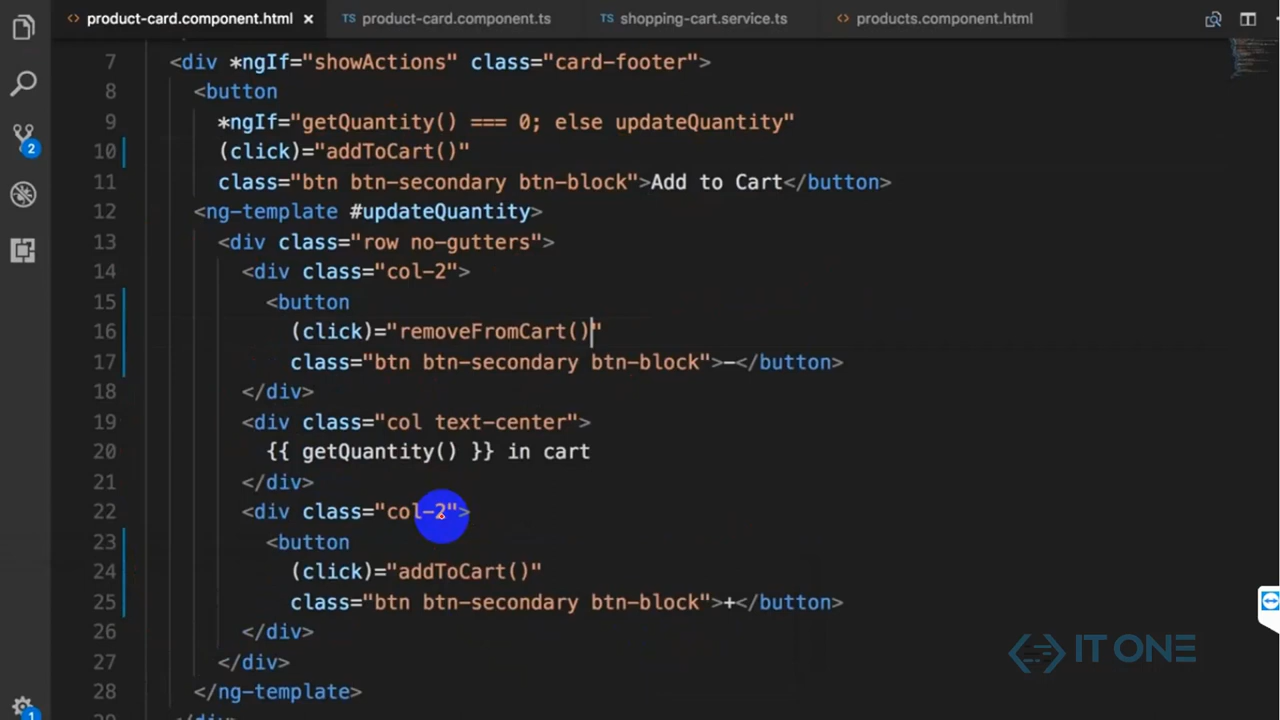 product-card.component.html × TS product-card.component.ts TS shopping-cart.service.ts products.component.html
7 <div *ngIf="showActions" class="card-footer">
8 <button
9 *ngIf="getQuantity() === 0; else updateQuantity"
10 (click)="addToCart()"
11 class="btn btn-secondary btn-block">Add to Cart</button>
12 <ng-template #updateQuantity>
13 <div class="row no-gutters">
14 <div class="col-2">
15 <button
16 (click)="removeFromCart()"
17 class="btn btn-secondary btn-block">-</button>
18 </div>
19 <div class="col text-center">
20 {{ getQuantity() }} in cart
21 </div>
22 <div class="col-2">
23 <button
24 (click)="addToCart()"
25 class="btn btn-secondary btn-block">+</button>
26 </div>
27 </div>
28 </ng-template>
2
1
IT ONE